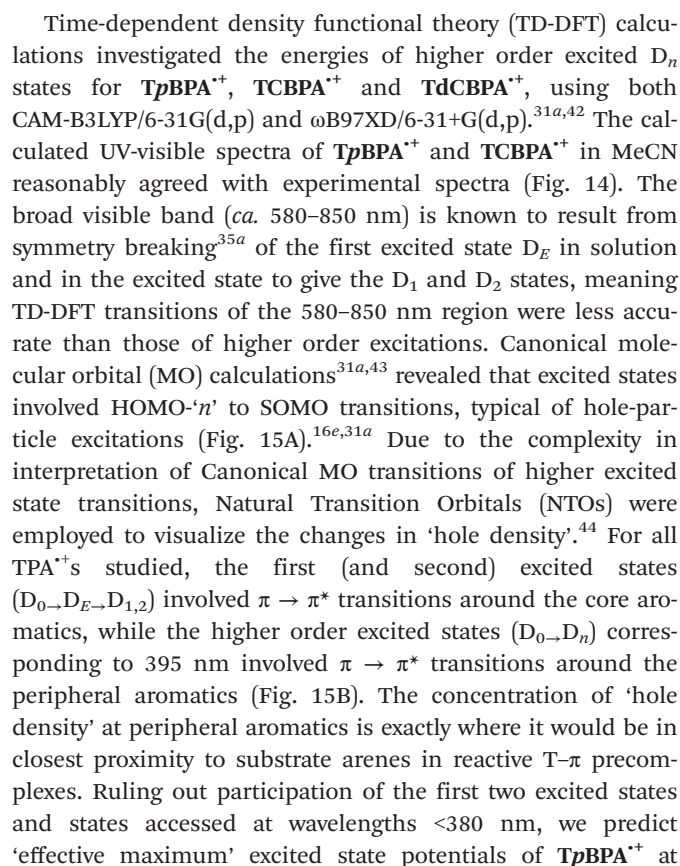 Time-dependent density functional theory (TD-DFT) calcu-
lations investigated the energies of higher order excited Dₙ
states for TpBPA•⁺, TCBPA•⁺ and TdCBPA•⁺, using both
CAM-B3LYP/6-31G(d,p) and ωB97XD/6-31+G(d,p).³¹ᵃ,⁴² The cal-
culated UV-visible spectra of TpBPA•⁺ and TCBPA•⁺ in MeCN
reasonably agreed with experimental spectra (Fig. 14). The
broad visible band (ca. 580–850 nm) is known to result from
symmetry breaking³⁵ᵃ of the first excited state D_E in solution
and in the excited state to give the D₁ and D₂ states, meaning
TD-DFT transitions of the 580–850 nm region were less accu-
rate than those of higher order excitations. Canonical mole-
cular orbital (MO) calculations³¹ᵃ,⁴³ revealed that excited states
involved HOMO-‘n’ to SOMO transitions, typical of hole-par-
ticle excitations (Fig. 15A).¹⁶ᵉ,³¹ᵃ Due to the complexity in
interpretation of Canonical MO transitions of higher excited
state transitions, Natural Transition Orbitals (NTOs) were
employed to visualize the changes in ‘hole density’.⁴⁴ For all
TPA•⁺s studied, the first (and second) excited states
(D₀→D_E→D₁,₂) involved π → π* transitions around the core aro-
matics, while the higher order excited states (D₀→Dₙ) corres-
ponding to 395 nm involved π → π* transitions around the
peripheral aromatics (Fig. 15B). The concentration of ‘hole
density’ at peripheral aromatics is exactly where it would be in
closest proximity to substrate arenes in reactive T–π precom-
plexes. Ruling out participation of the first two excited states
and states accessed at wavelengths <380 nm, we predict
‘effective maximum’ excited state potentials of TpBPA•⁺ at